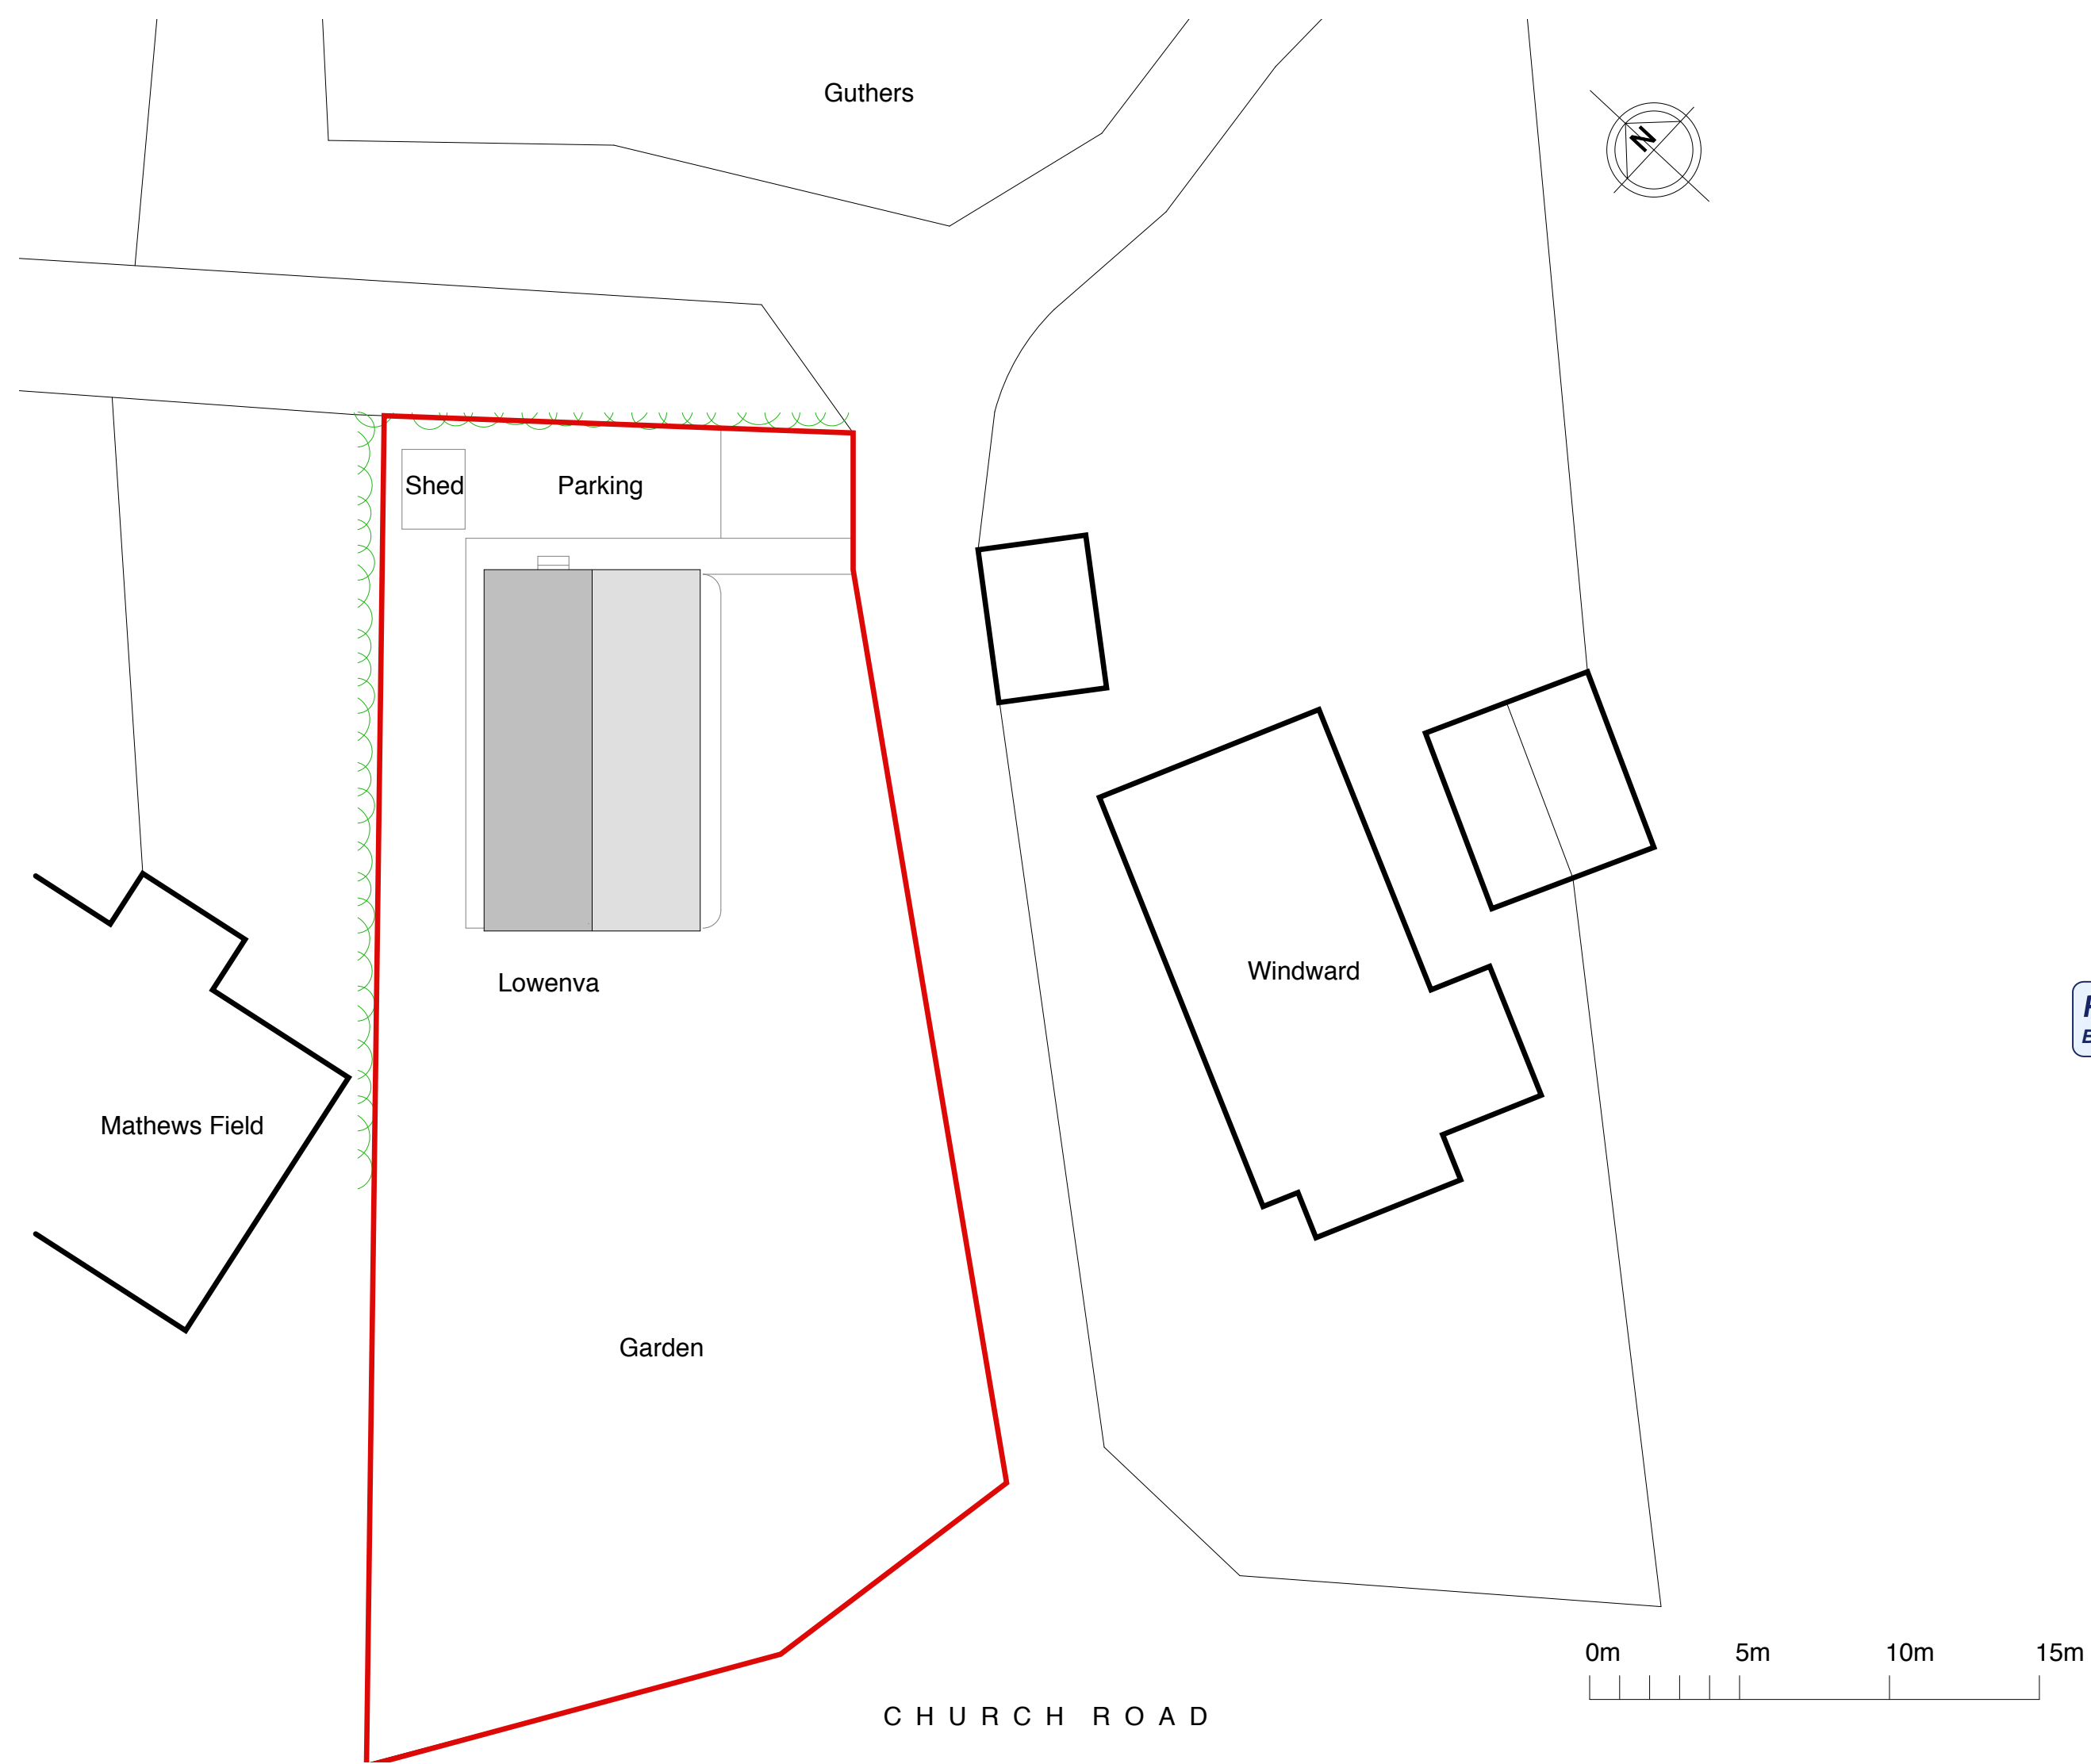 Guthers
N
Shed
Parking
Lowenva
Windward
Mathews Field
Garden
0m 5m 10m 15m
CHURCH ROAD